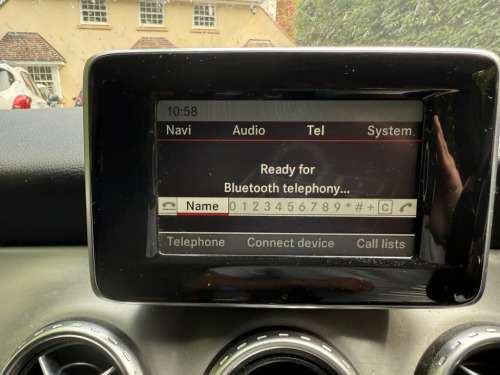 10:58
Navi Audio Tel System
Ready for
Bluetooth telephony...
Name 0 1 2 3 4 5 6 7 8 9 * # + C
Telephone Connect device Call lists